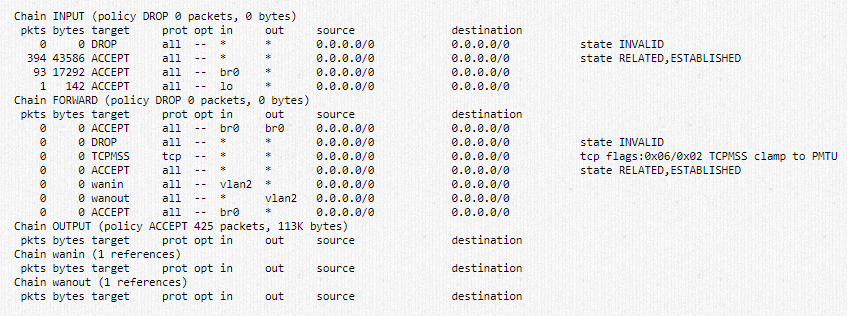 Chain INPUT (policy DROP 0 packets, 0 bytes)
pkts bytes target prot opt in out source destination
0 0 DROP all -- * * 0.0.0.0/0 0.0.0.0/0 state INVALID
394 43586 ACCEPT all -- * * 0.0.0.0/0 0.0.0.0/0 state RELATED,ESTABLISHED
93 17292 ACCEPT all -- br0 * 0.0.0.0/0 0.0.0.0/0
1 142 ACCEPT all -- lo * 0.0.0.0/0 0.0.0.0/0
Chain FORWARD (policy DROP 0 packets, 0 bytes)
pkts bytes target prot opt in out source destination
0 0 ACCEPT all -- br0 br0 0.0.0.0/0 0.0.0.0/0
0 0 DROP all -- * * 0.0.0.0/0 0.0.0.0/0 state INVALID
0 0 TCPMSS tcp -- * * 0.0.0.0/0 0.0.0.0/0 tcp flags:0x06/0x02 TCPMSS clamp to PMTU
0 0 ACCEPT all -- * * 0.0.0.0/0 0.0.0.0/0 state RELATED,ESTABLISHED
0 0 wanin all -- vlan2 * 0.0.0.0/0 0.0.0.0/0
0 0 wanout all -- * vlan2 0.0.0.0/0 0.0.0.0/0
0 0 ACCEPT all -- br0 * 0.0.0.0/0 0.0.0.0/0
Chain OUTPUT (policy ACCEPT 425 packets, 113K bytes)
pkts bytes target prot opt in out source destination
Chain wanin (1 references)
pkts bytes target prot opt in out source destination
Chain wanout (1 references)
pkts bytes target prot opt in out source destination